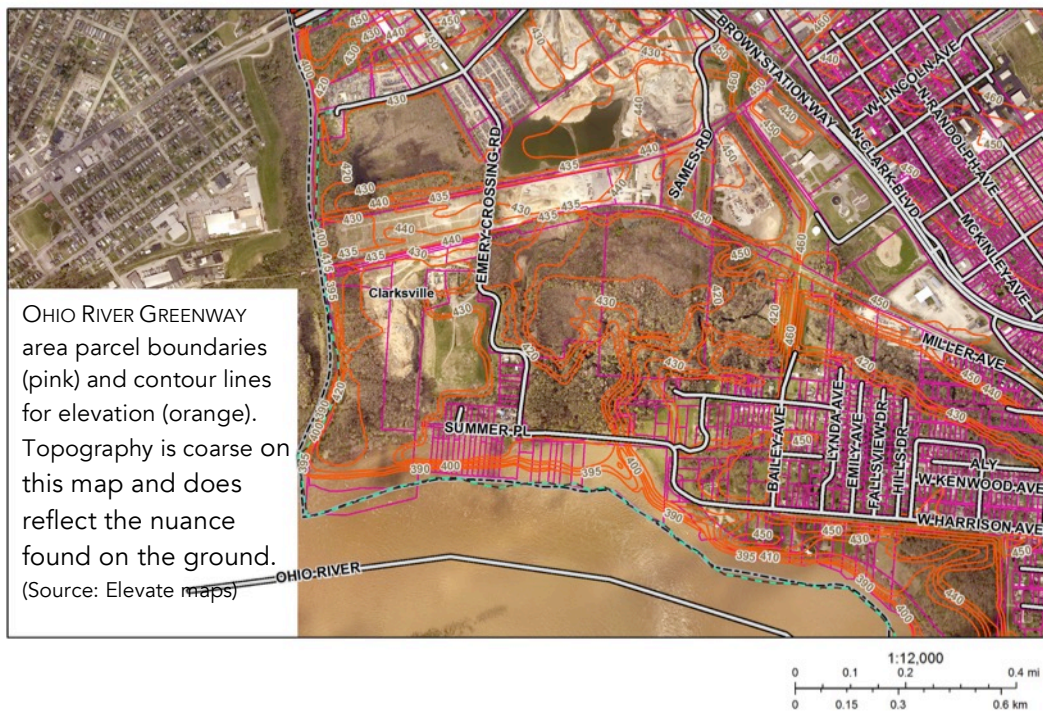 OHIO RIVER GREENWAY
area parcel boundaries
(pink) and contour lines
for elevation (orange).
Topography is coarse on
this map and does
reflect the nuance
found on the ground.
(Source: Elevate maps)
BROWN STATION WAY
W LINCOLN AVE
N RANDOLPH AVE
N CLARK BLVD
MCKINLEY AVE
EMERY CROSSING RD
SAMES RD
Clarksville
MILLER AVE
SUMMER PL
BAILEY AVE
LYNDA AVE
EMILY AVE
FALLSVIEW DR
HILLS DR
ALY
W KENWOOD AVE
W HARRISON AVE
OHIO RIVER
1:12,000
0 0.1 0.2 0.4 mi
0 0.15 0.3 0.6 km